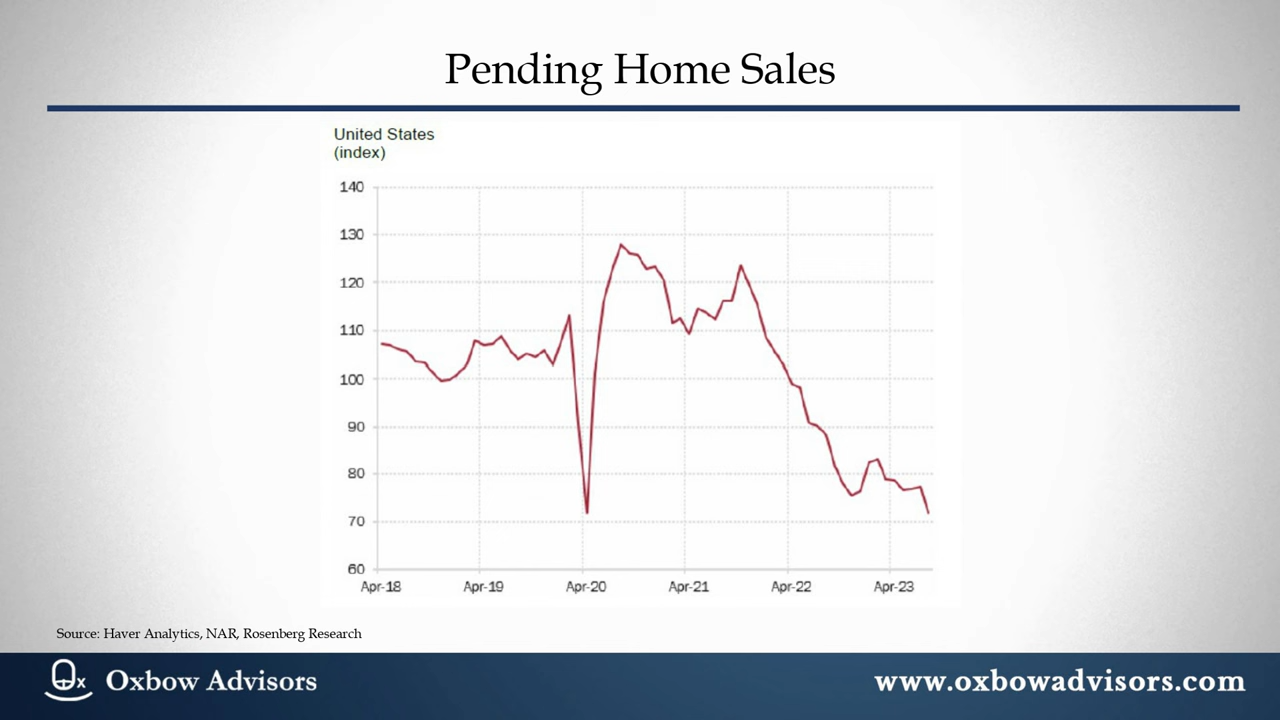 Pending Home Sales
United States
(index)
140
130
120
110
100
90
80
70
60
Apr-18 Apr-19 Apr-20 Apr-21 Apr-22 Apr-23
Source: Haver Analytics, NAR, Rosenberg Research
Ox Oxbow Advisors www.oxbowadvisors.com